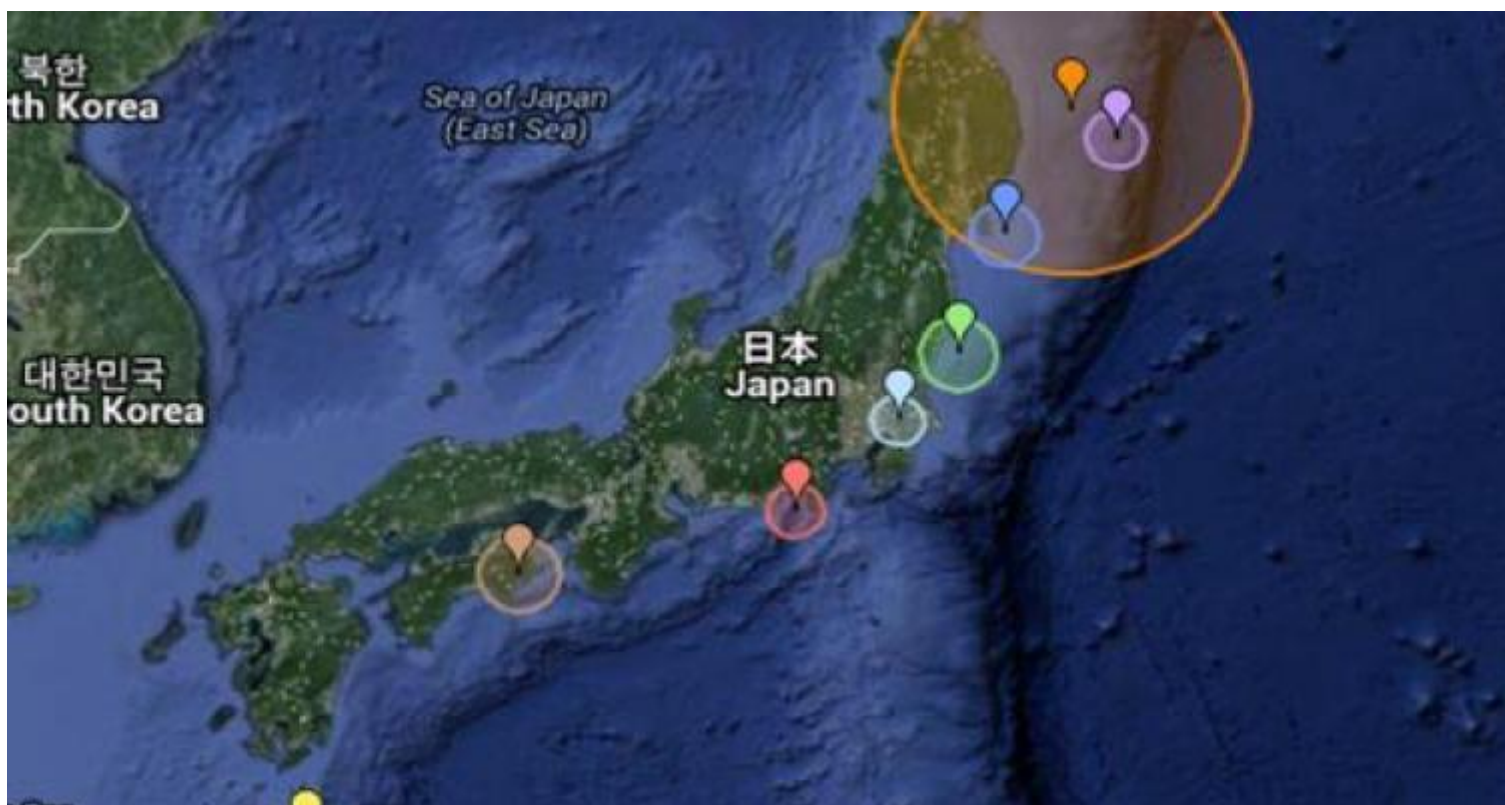 북한
th Korea
Sea of Japan
(East Sea)
日本
Japan
대한민국
outh Korea